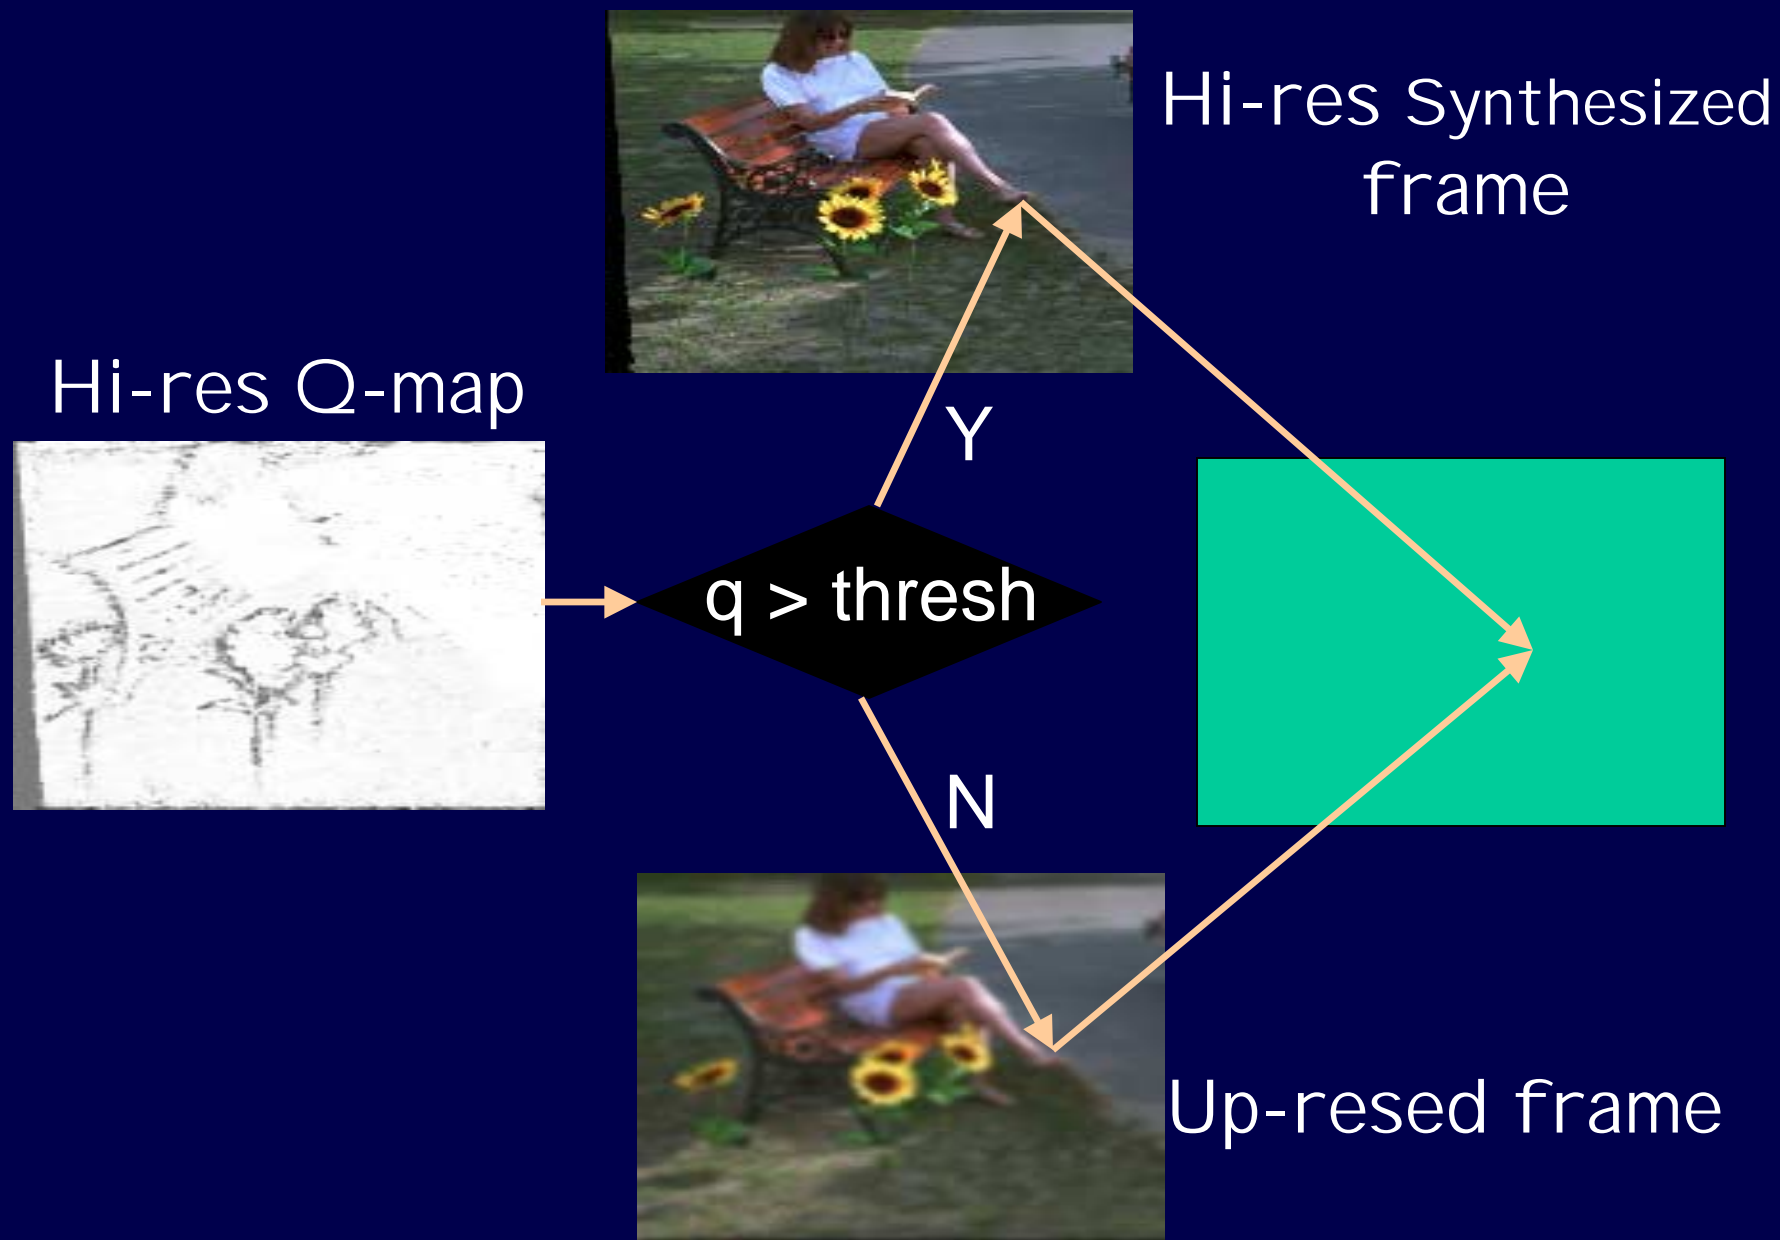 Hi-res Synthesized
frame
Hi-res Q-map
Y
q > thresh
N
Up-resed frame